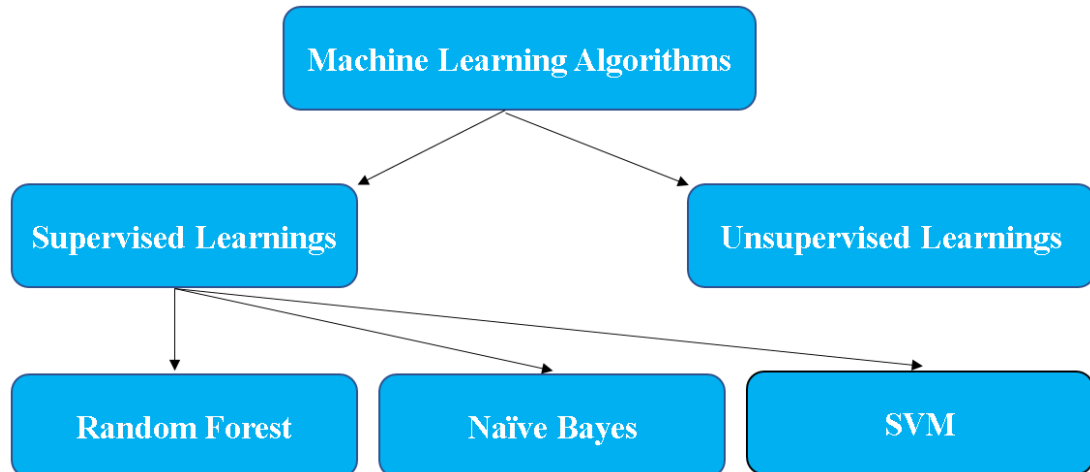 Machine Learning Algorithms
Supervised Learnings
Unsupervised Learnings
Random Forest
Naïve Bayes
SVM